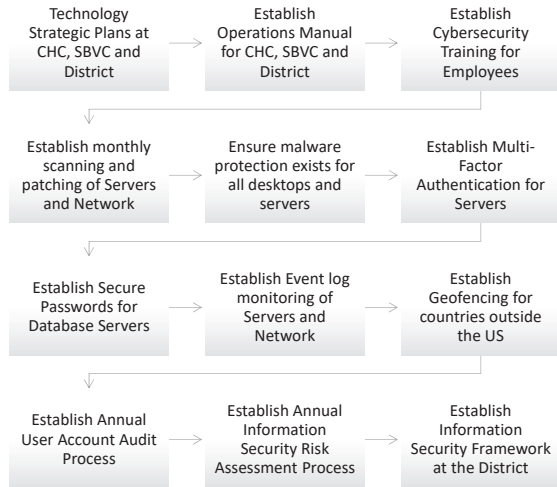 Technology
Strategic Plans at
CHC, SBVC and
District
Establish
Operations Manual
for CHC, SBVC and
District
Establish
Cybersecurity
Training for
Employees
Establish monthly
scanning and
patching of Servers
and Network
Ensure malware
protection exists for
all desktops and
servers
Establish Multi-
Factor
Authentication for
Servers
Establish Secure
Passwords for
Database Servers
Establish Event log
monitoring of
Servers and
Network
Establish
Geofencing for
countries outside
the US
Establish Annual
User Account Audit
Process
Establish Annual
Information
Security Risk
Assessment Process
Establish
Information
Security Framework
at the District